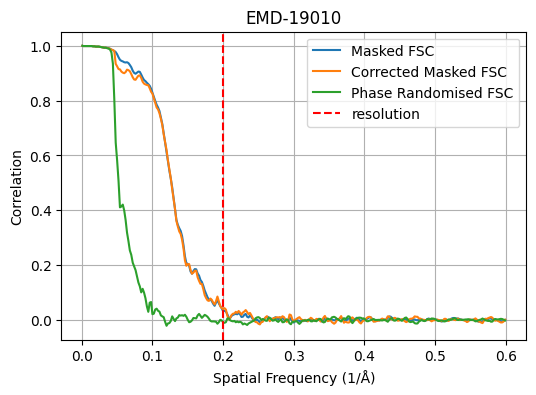 EMD-19010
Masked FSC
Corrected Masked FSC
Phase Randomised FSC
resolution
Correlation
1.0
0.8
0.6
0.4
0.2
0.0
0.0 0.1 0.2 0.3 0.4 0.5 0.6
Spatial Frequency (1/Å)